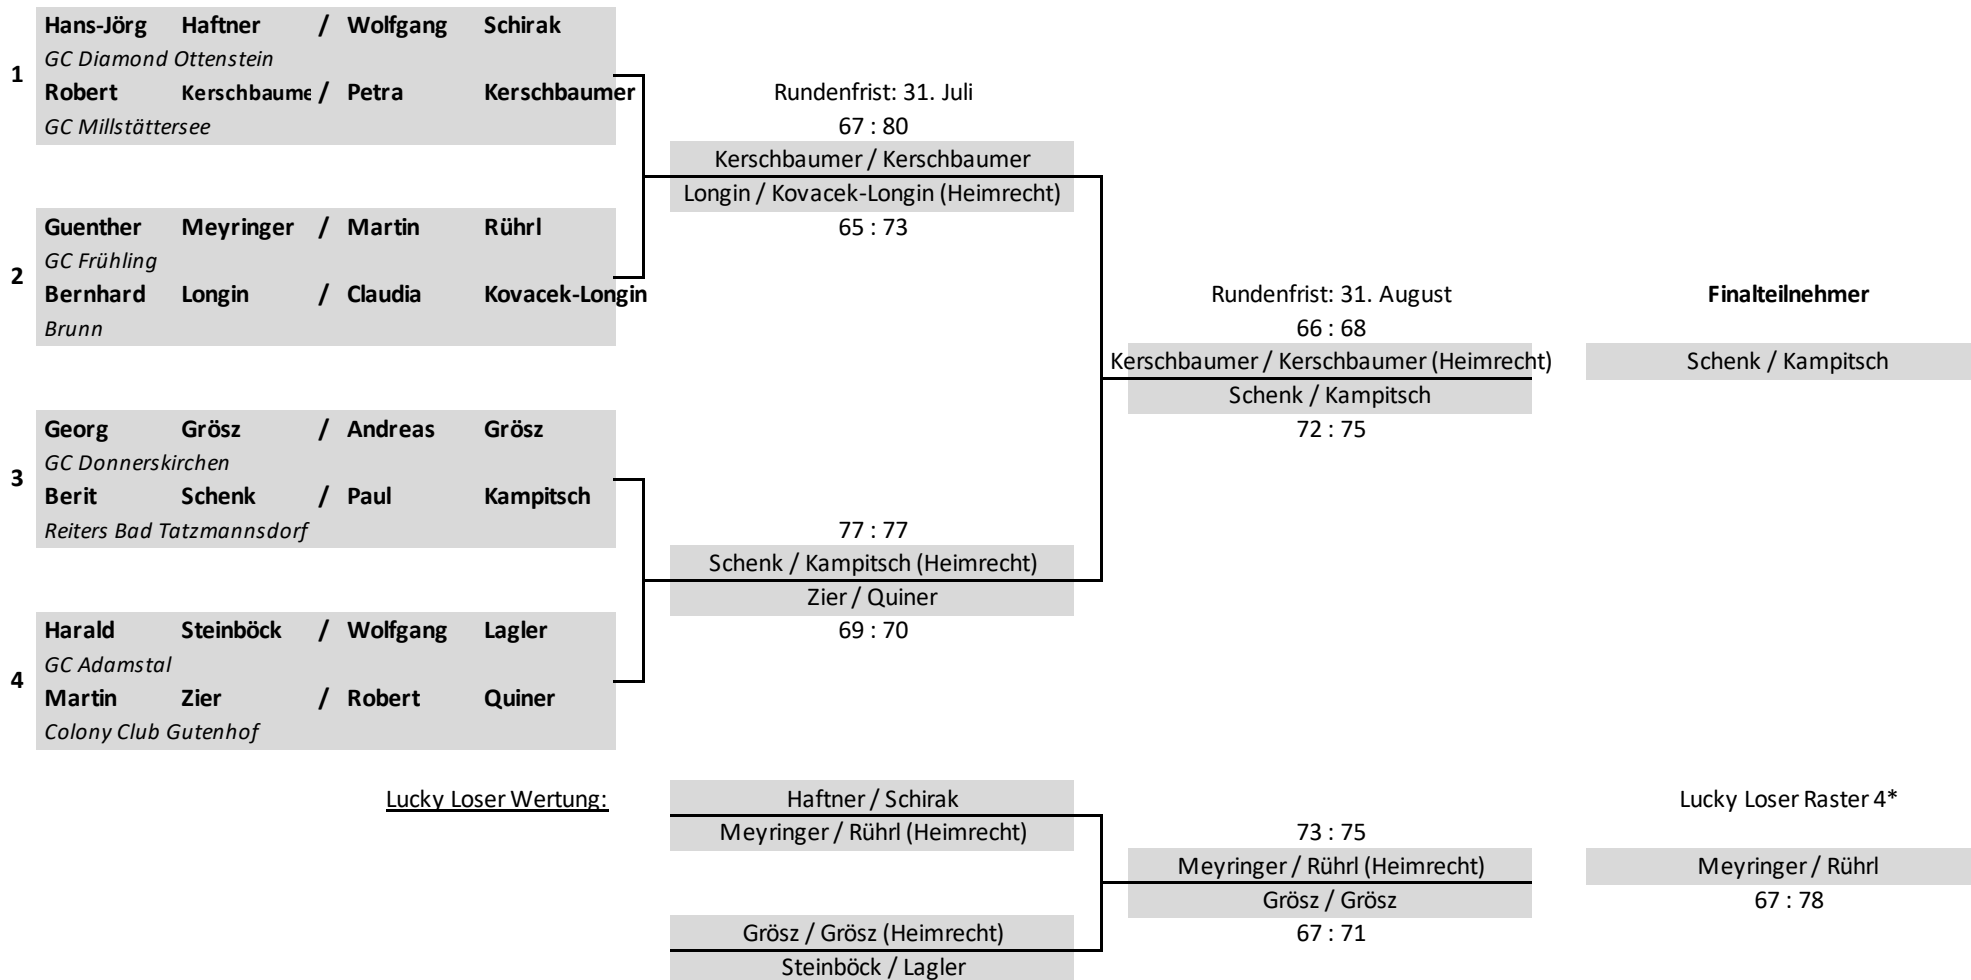 Hans-Jörg Haftner / Wolfgang Schirak
GC Diamond Ottenstein
1
Robert Kerschbaume / Petra Kerschbaumer
GC Millstättersee
Rundenfrist: 31. Juli
67 : 80
Kerschbaumer / Kerschbaumer
Longin / Kovacek-Longin (Heimrecht)
65 : 73
Guenther Meyringer / Martin Rührl
GC Frühling
2
Bernhard Longin / Claudia Kovacek-Longin
Brunn
Rundenfrist: 31. August
66 : 68
Kerschbaumer / Kerschbaumer (Heimrecht)
Schenk / Kampitsch
72 : 75
Finalteilnehmer
Schenk / Kampitsch
Georg Grösz / Andreas Grösz
GC Donnerskirchen
3
Berit Schenk / Paul Kampitsch
Reiters Bad Tatzmannsdorf
77 : 77
Schenk / Kampitsch (Heimrecht)
Zier / Quiner
69 : 70
Harald Steinböck / Wolfgang Lagler
GC Adamstal
4
Martin Zier / Robert Quiner
Colony Club Gutenhof
Lucky Loser Wertung:
Haftner / Schirak
Meyringer / Rührl (Heimrecht)
Grösz / Grösz (Heimrecht)
Steinböck / Lagler
73 : 75
Meyringer / Rührl (Heimrecht)
Grösz / Grösz
67 : 71
Lucky Loser Raster 4*
Meyringer / Rührl
67 : 78